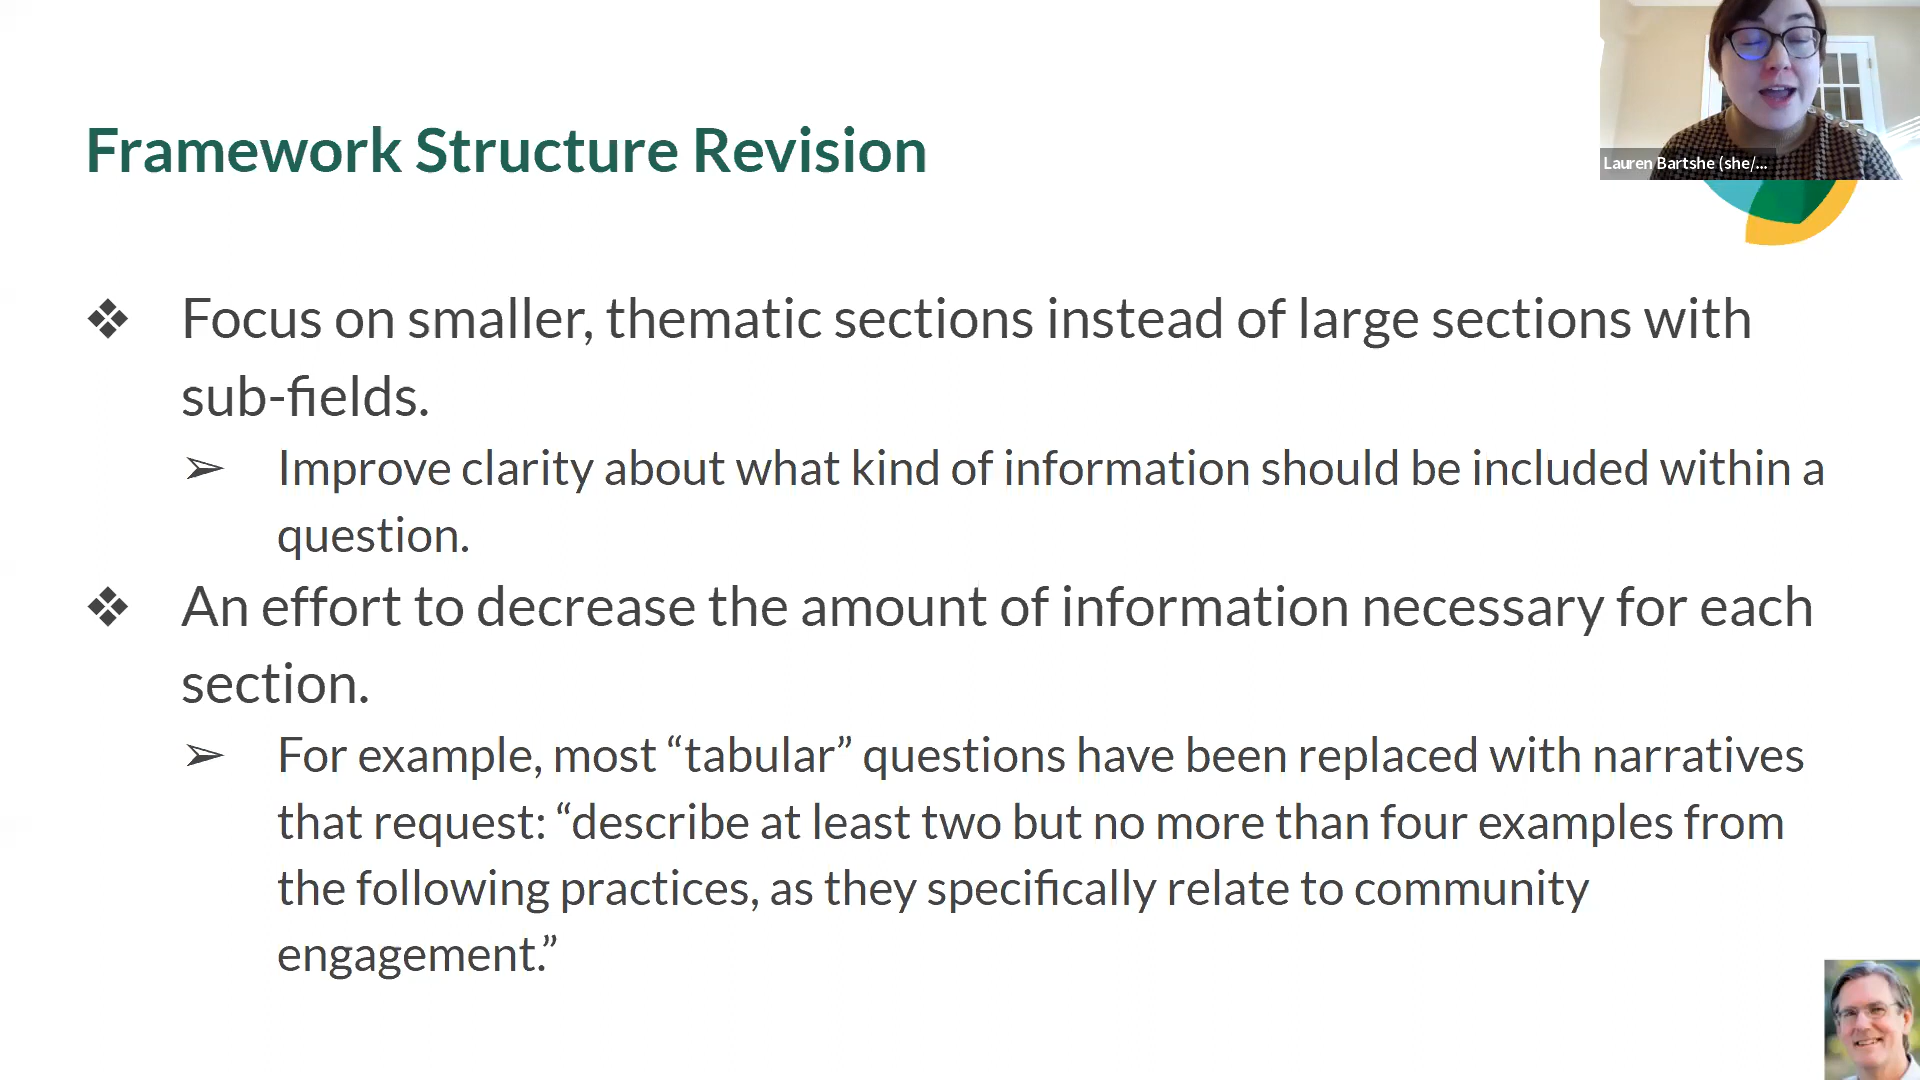 Framework Structure Revision
Lauren Bartshe (she/...
❖ Focus on smaller, thematic sections instead of large sections with
sub-fields.
➢ Improve clarity about what kind of information should be included within a
question.
❖ An effort to decrease the amount of information necessary for each
section.
➢ For example, most “tabular” questions have been replaced with narratives
that request: “describe at least two but no more than four examples from
the following practices, as they specifically relate to community
engagement.”